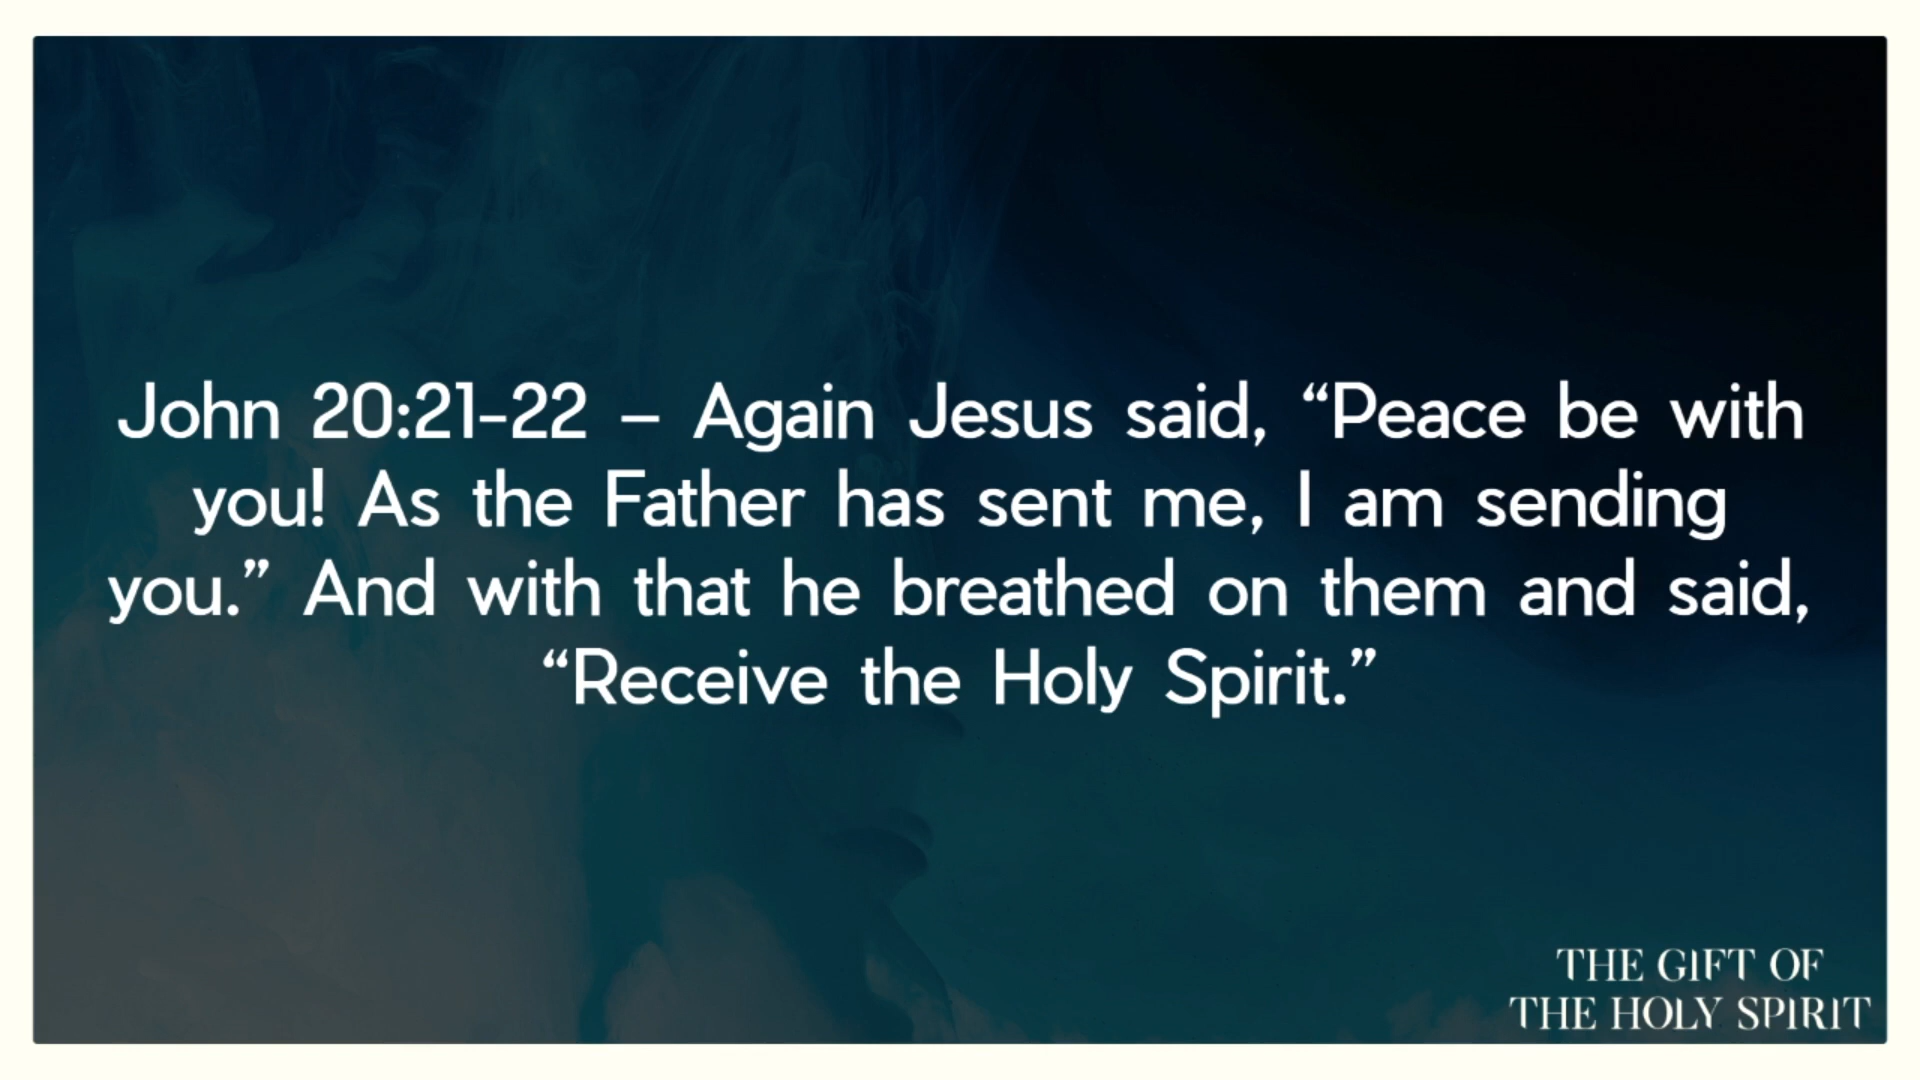 John 20:21-22 – Again Jesus said, “Peace be with
you! As the Father has sent me, I am sending
you.” And with that he breathed on them and said,
“Receive the Holy Spirit.”
THE GIFT OF
THE HOLY SPIRIT